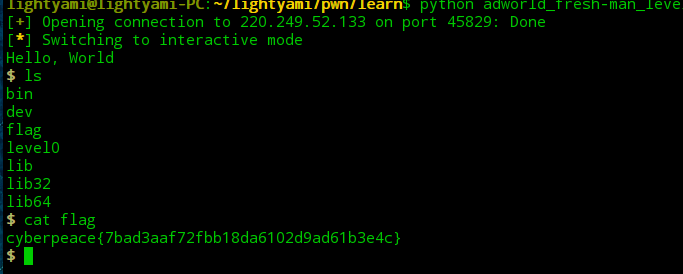 lightyami@lightyami-PC:~/lightyami/pwn/learn$ python adworld_fresh-man_leve
[+] Opening connection to 220.249.52.133 on port 45829: Done
[*] Switching to interactive mode
Hello, World
$ ls
bin
dev
flag
level0
lib
lib32
lib64
$ cat flag
cyberpeace{7bad3aaf72fbb18da6102d9ad61b3e4c}
$